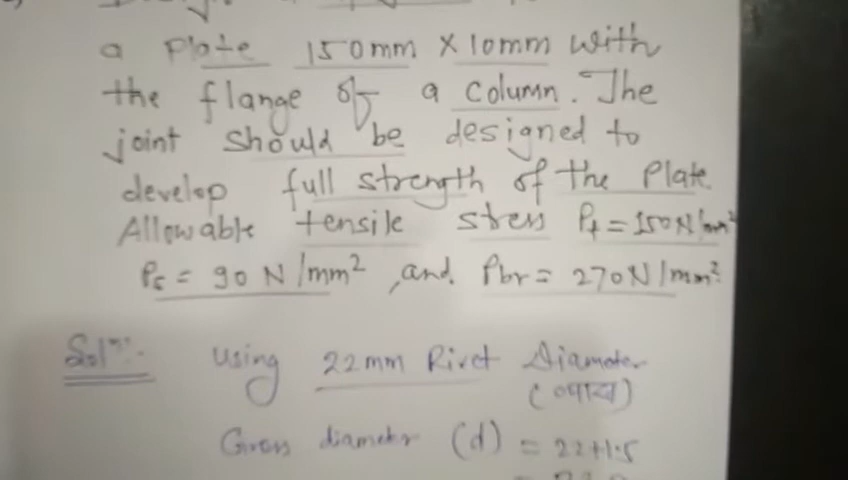 a plate 150mm X 10mm with
the flange of a column. The
joint should be designed to
develop full strength of the plate.
Allowable tensile stress Pt = 150N/mm²
Ps = 90 N/mm², and Pbr = 270N/mm².
Solⁿ:- Using 22mm Rivet Diameter
(व्यास)
Gross diameter (d) = 22+1.5